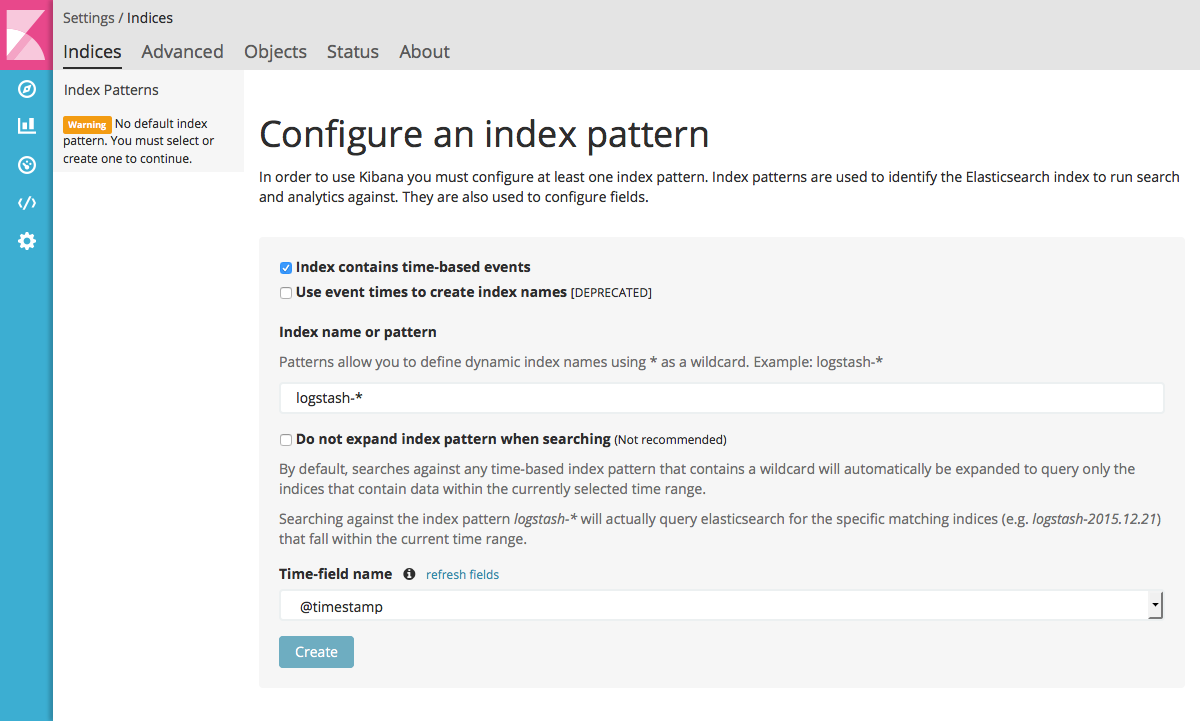 Settings / Indices
Indices Advanced Objects Status About
Index Patterns
Warning No default index
pattern. You must select or
create one to continue.
Configure an index pattern
In order to use Kibana you must configure at least one index pattern. Index patterns are used to identify the Elasticsearch index to run search
and analytics against. They are also used to configure fields.
Index contains time-based events
Use event times to create index names [DEPRECATED]
Index name or pattern
Patterns allow you to define dynamic index names using * as a wildcard. Example: logstash-*
logstash-*
Do not expand index pattern when searching (Not recommended)
By default, searches against any time-based index pattern that contains a wildcard will automatically be expanded to query only the
indices that contain data within the currently selected time range.
Searching against the index pattern logstash-* will actually query elasticsearch for the specific matching indices (e.g. logstash-2015.12.21)
that fall within the current time range.
Time-field name refresh fields
@timestamp
Create